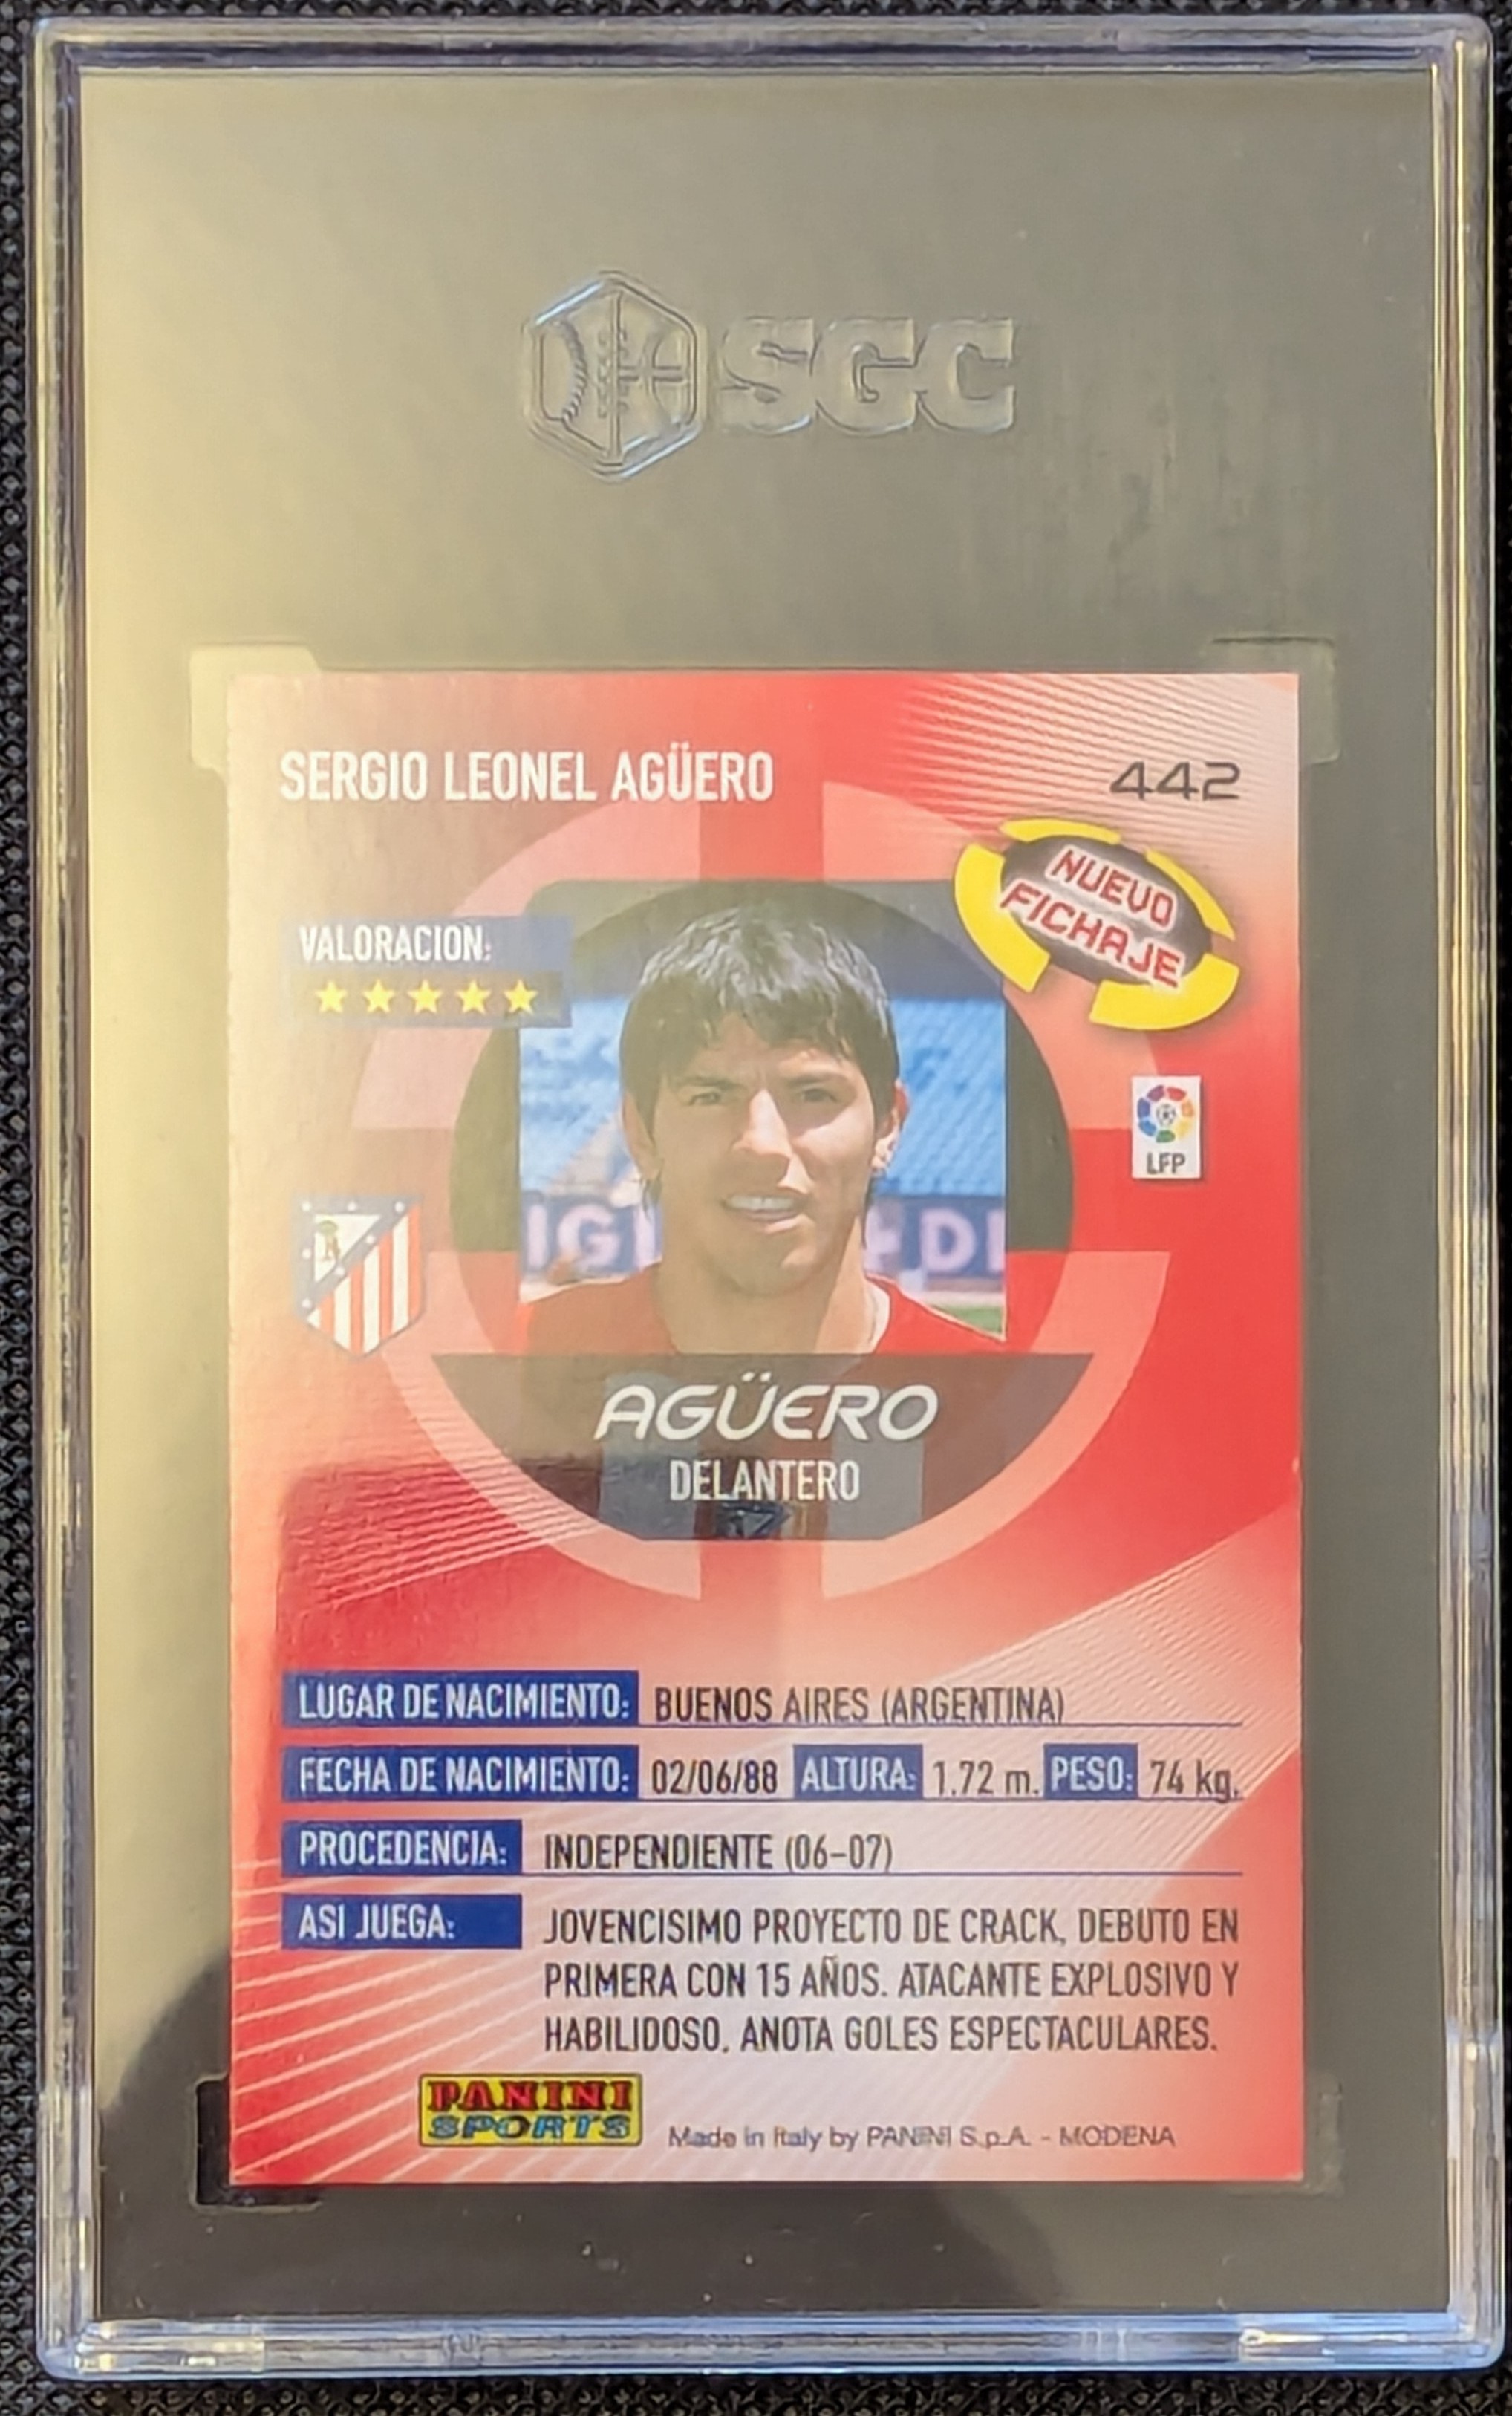 SGC
SERGIO LEONEL AGÜERO
442
NUEVO
FICHAJE
VALORACION:
LFP
AGÜERO
DELANTERO
LUGAR DE NACIMIENTO: BUENOS AIRES (ARGENTINA)
FECHA DE NACIMIENTO: 02/06/88 ALTURA: 1.72 m. PESO: 74 kg.
PROCEDENCIA: INDEPENDIENTE (06-07)
ASI JUEGA: JOVENCISIMO PROYECTO DE CRACK, DEBUTO EN
PRIMERA CON 15 AÑOS. ATACANTE EXPLOSIVO Y
HABILIDOSO. ANOTA GOLES ESPECTACULARES.
PANINI
SPORTS
Made in Italy by PANINI S.p.A. - MODENA